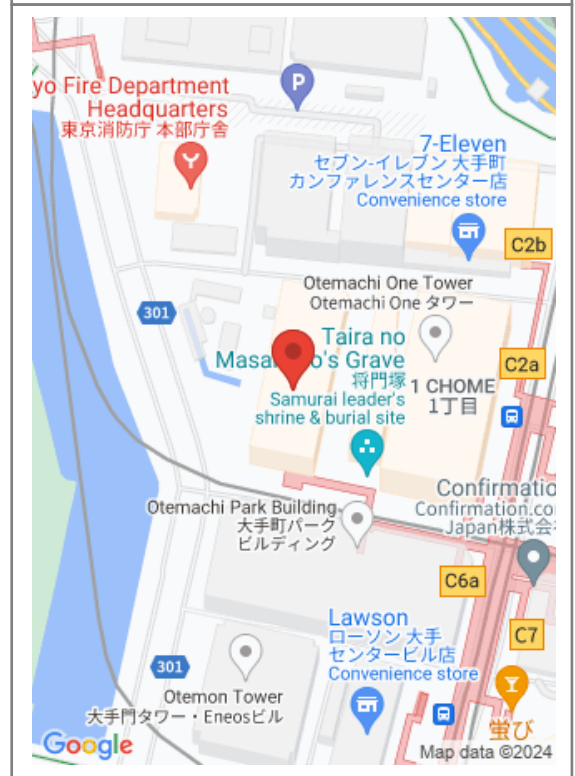 yo Fire Department
Headquarters
東京消防庁 本部庁舎
P
7-Eleven
セブン-イレブン 大手町
カンファレンスセンター店
Convenience store
C2b
Otemachi One Tower
Otemachi One タワー
301
Taira no
Grave
将門塚
Samurai leader's
shrine & burial site
1 CHOME
1丁目
C2a
Otemachi Park Building
大手町パーク
ビルディング
Confirmatio
Confirmation.co
Japan株式会
C6a
C7
Lawson
ローソン 大手
センタービル店
Convenience store
301
Otemon Tower
大手門タワー・Eneosビル
蛍び
Google
Map data ©2024